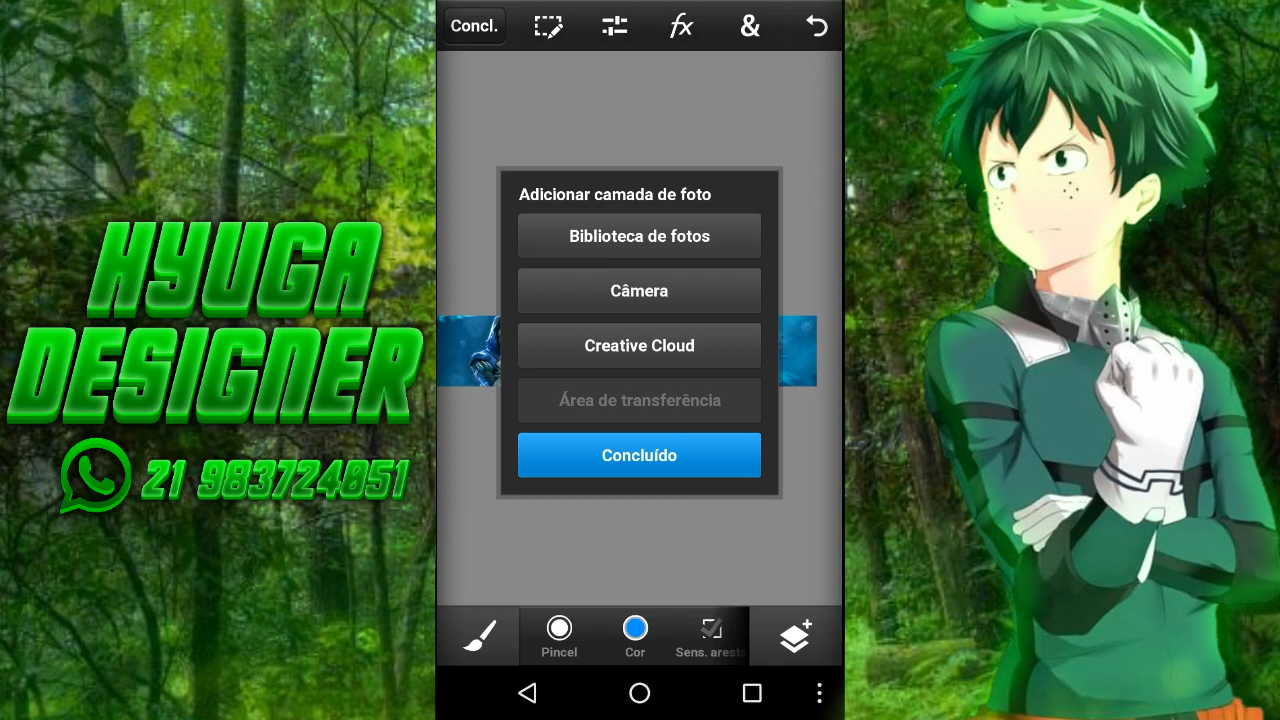 HYUGA
DESIGNER
21 983724051
Concl.
fx
&
Adicionar camada de foto
Biblioteca de fotos
Câmera
Creative Cloud
Área de transferência
Concluído
Pincel
Cor
Sens. aresta